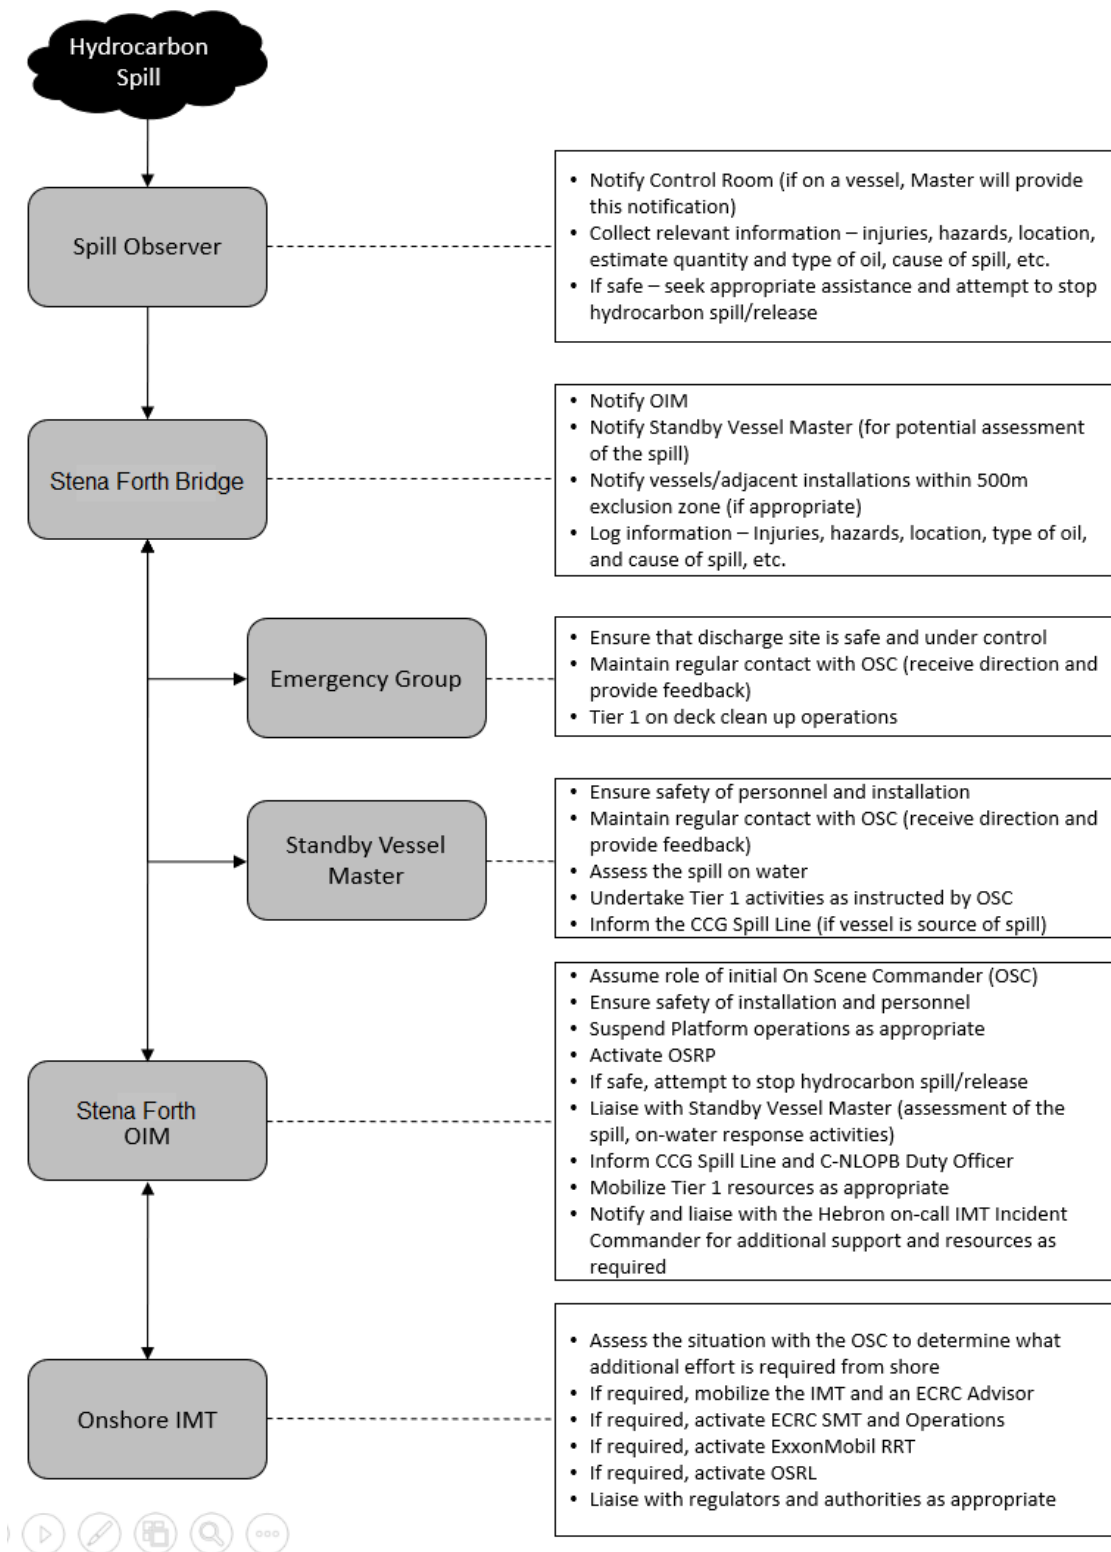 Hydrocarbon
Spill
Spill Observer
• Notify Control Room (if on a vessel, Master will provide
this notification)
• Collect relevant information – injuries, hazards, location,
estimate quantity and type of oil, cause of spill, etc.
• If safe – seek appropriate assistance and attempt to stop
hydrocarbon spill/release
Stena Forth Bridge
• Notify OIM
• Notify Standby Vessel Master (for potential assessment
of the spill)
• Notify vessels/adjacent installations within 500m
exclusion zone (if appropriate)
• Log information – Injuries, hazards, location, type of oil,
and cause of spill, etc.
Emergency Group
• Ensure that discharge site is safe and under control
• Maintain regular contact with OSC (receive direction and
provide feedback)
• Tier 1 on deck clean up operations
Standby Vessel
Master
• Ensure safety of personnel and installation
• Maintain regular contact with OSC (receive direction and
provide feedback)
• Assess the spill on water
• Undertake Tier 1 activities as instructed by OSC
• Inform the CCG Spill Line (if vessel is source of spill)
Stena Forth
OIM
• Assume role of initial On Scene Commander (OSC)
• Ensure safety of installation and personnel
• Suspend Platform operations as appropriate
• Activate OSRP
• If safe, attempt to stop hydrocarbon spill/release
• Liaise with Standby Vessel Master (assessment of the
spill, on-water response activities)
• Inform CCG Spill Line and C-NLOPB Duty Officer
• Mobilize Tier 1 resources as appropriate
• Notify and liaise with the Hebron on-call IMT Incident
Commander for additional support and resources as
required
Onshore IMT
• Assess the situation with the OSC to determine what
additional effort is required from shore
• If required, mobilize the IMT and an ECRC Advisor
• If required, activate ECRC SMT and Operations
• If required, activate ExxonMobil RRT
• If required, activate OSRL
• Liaise with regulators and authorities as appropriate